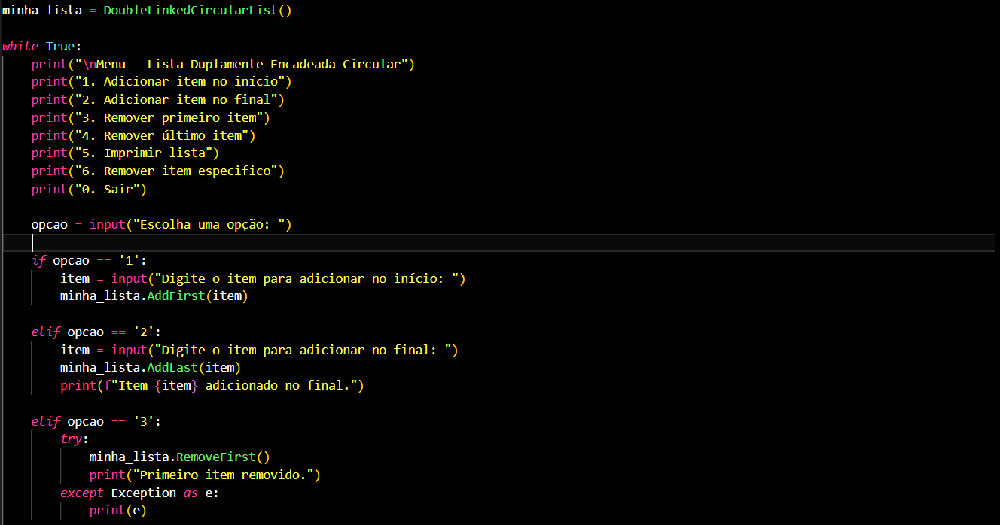 minha_lista = DoubleLinkedCircularList()
while True:
    print("\nMenu - Lista Duplamente Encadeada Circular")
    print("1. Adicionar item no início")
    print("2. Adicionar item no final")
    print("3. Remover primeiro item")
    print("4. Remover último item")
    print("5. Imprimir lista")
    print("6. Remover item especifico")
    print("0. Sair")
    opcao = input("Escolha uma opção: ")
    if opcao == '1':
        item = input("Digite o item para adicionar no início: ")
        minha_lista.AddFirst(item)
    elif opcao == '2':
        item = input("Digite o item para adicionar no final: ")
        minha_lista.AddLast(item)
        print(f"Item {item} adicionado no final.")
    elif opcao == '3':
        try:
            minha_lista.RemoveFirst()
            print("Primeiro item removido.")
        except Exception as e:
            print(e)